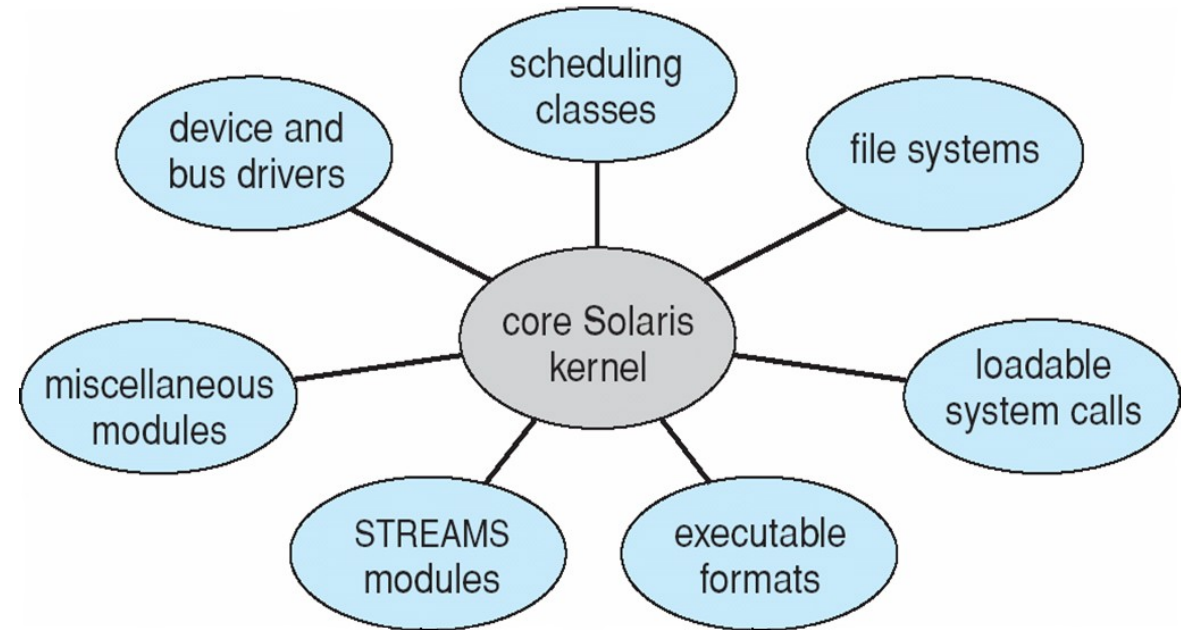 scheduling
classes
device and
bus drivers
file systems
core Solaris
kernel
miscellaneous
modules
loadable
system calls
STREAMS
modules
executable
formats